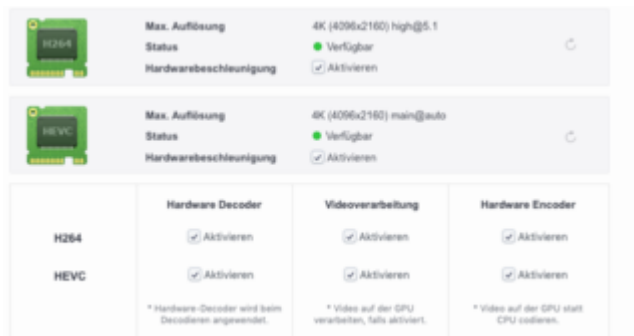 H264
Max. Auflösung 4K (4096x2160) high@5.1
Status Verfügbar
Hardwarebeschleunigung Aktivieren
HEVC
Max. Auflösung 4K (4096x2160) main@auto
Status Verfügbar
Hardwarebeschleunigung Aktivieren
Hardware Decoder Videoverarbeitung Hardware Encoder
H264 Aktivieren Aktivieren Aktivieren
HEVC Aktivieren Aktivieren Aktivieren
* Hardware-Decoder wird beim * Video auf der GPU * Video auf der GPU statt
Decodieren angewendet. verarbeiten, falls aktiviert. CPU codieren.